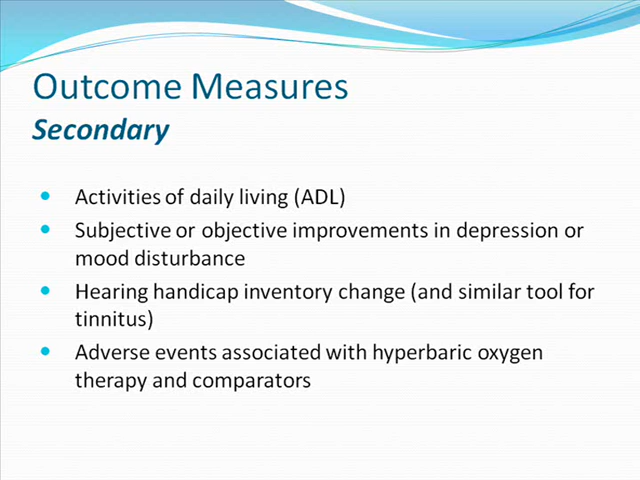 Outcome Measures
Secondary
• Activities of daily living (ADL)
• Subjective or objective improvements in depression or
mood disturbance
• Hearing handicap inventory change (and similar tool for
tinnitus)
• Adverse events associated with hyperbaric oxygen
therapy and comparators